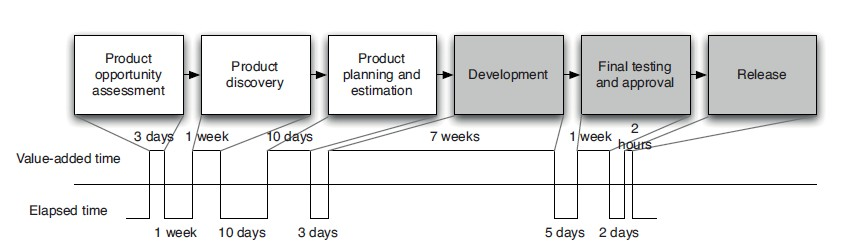 Product
opportunity
assessment
Product
discovery
Product
planning and
estimation
Development
Final testing
and approval
Release
3 days
1 week
10 days
7 weeks
1 week
2
hours
Value-added time
Elapsed time
1 week
10 days
3 days
5 days
2 days